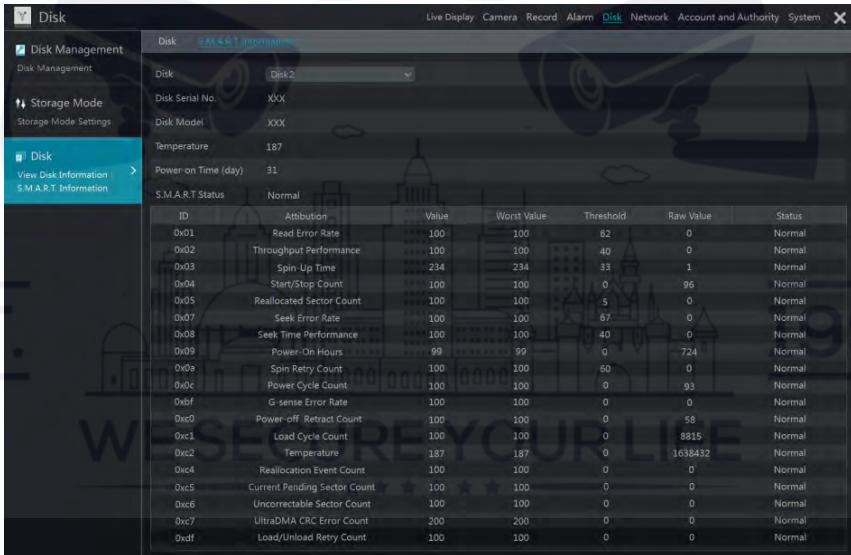 Disk Live Display Camera Record Alarm Disk Network Account and Authority System
Disk Management
Disk Management
Storage Mode
Storage Mode Settings
Disk
View Disk Information
S.M.A.R.T. Information
Disk S.M.A.R.T Information
Disk Disk2
Disk Serial No. XXX
Disk Model XXX
Temperature 187
Power-on Time (day) 31
S.M.A.R.T Status Normal
ID Attibution Value Worst Value Threshold Raw Value Status
0x01 Read Error Rate 100 100 62 0 Normal
0x02 Throughput Performance 100 100 40 0 Normal
0x03 Spin-Up Time 234 234 33 1 Normal
0x04 Start/Stop Count 100 100 0 96 Normal
0x05 Reallocated Sector Count 100 100 5 0 Normal
0x07 Seek Error Rate 100 100 67 0 Normal
0x08 Seek Time Performance 100 100 40 0 Normal
0x09 Power-On Hours 99 99 0 724 Normal
0x0a Spin Retry Count 100 100 60 0 Normal
0x0c Power Cycle Count 100 100 0 93 Normal
0xbf G-sense Error Rate 100 100 0 0 Normal
0xc0 Power-off Retract Count 100 100 0 58 Normal
0xc1 Load Cycle Count 100 100 0 8815 Normal
0xc2 Temperature 187 187 0 1638432 Normal
0xc4 Reallocation Event Count 100 100 0 0 Normal
0xc5 Current Pending Sector Count 100 100 0 0 Normal
0xc6 Uncorrectable Sector Count 100 100 0 0 Normal
0xc7 UltraDMA CRC Error Count 200 200 0 0 Normal
0xdf Load/Unload Retry Count 100 100 0 0 Normal
WE SECURE YOUR LIFE